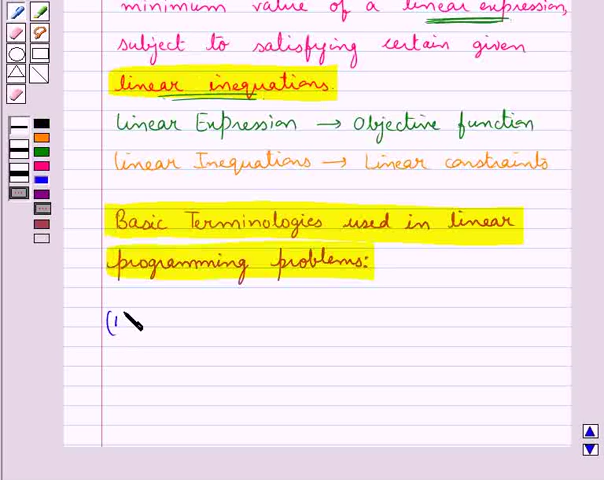 minimum value of a linear expression,
subject to satisfying certain given
linear inequations.
Linear Expression → Objective function
Linear Inequations → Linear constraints
Basic Terminologies used in linear
programming problems:
(1